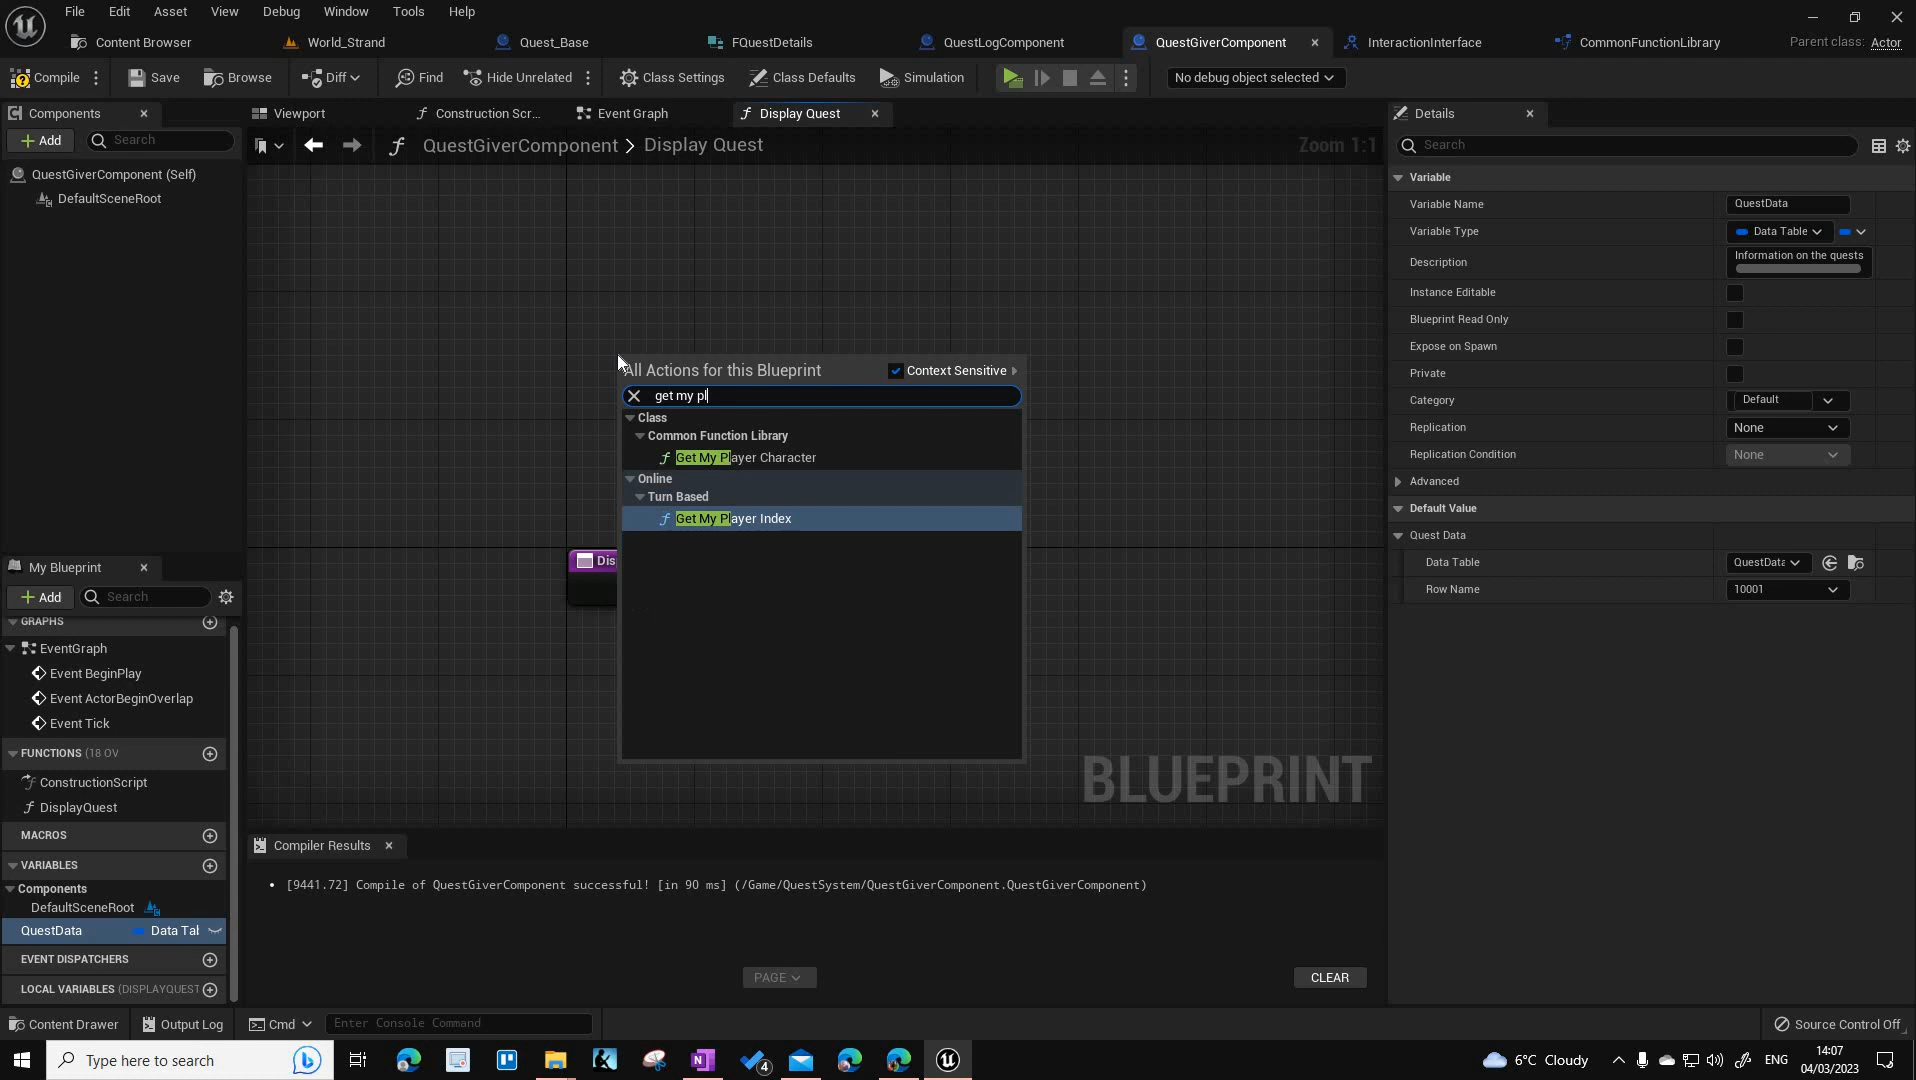 File Edit Asset View Debug Window Tools Help
Content Browser World_Strand Quest_Base FQuestDetails QuestLogComponent QuestGiverComponent InteractionInterface CommonFunctionLibrary Parent class: Actor
Compile Save Browse Diff Find Hide Unrelated Class Settings Class Defaults Simulation No debug object selected
Components Viewport Construction Scr... Event Graph Display Quest Details
Add Search QuestGiverComponent > Display Quest Zoom 1:1 Search
QuestGiverComponent (Self)
DefaultSceneRoot
Variable
Variable Name QuestData
Variable Type Data Table
Description Information on the quests
Instance Editable
Blueprint Read Only
Expose on Spawn
Private
Category Default
Replication None
Replication Condition None
Advanced
Default Value
Quest Data
Data Table QuestData
Row Name 10001
All Actions for this Blueprint Context Sensitive
get my pl
Class
Common Function Library
Get My Player Character
Online
Turn Based
Get My Player Index
Dis
BLUEPRINT
My Blueprint
Add Search
GRAPHS
EventGraph
Event BeginPlay
Event ActorBeginOverlap
Event Tick
FUNCTIONS (18 OV
ConstructionScript
DisplayQuest
MACROS
VARIABLES
Components
DefaultSceneRoot
QuestData Data Tal
EVENT DISPATCHERS
LOCAL VARIABLES (DISPLAYQUEST
Compiler Results
[9441.72] Compile of QuestGiverComponent successful! [in 90 ms] (/Game/QuestSystem/QuestGiverComponent.QuestGiverComponent)
PAGE CLEAR
Content Drawer Output Log Cmd Enter Console Command Source Control Off
Type here to search 4 6°C Cloudy ENG 14:07
04/03/2023